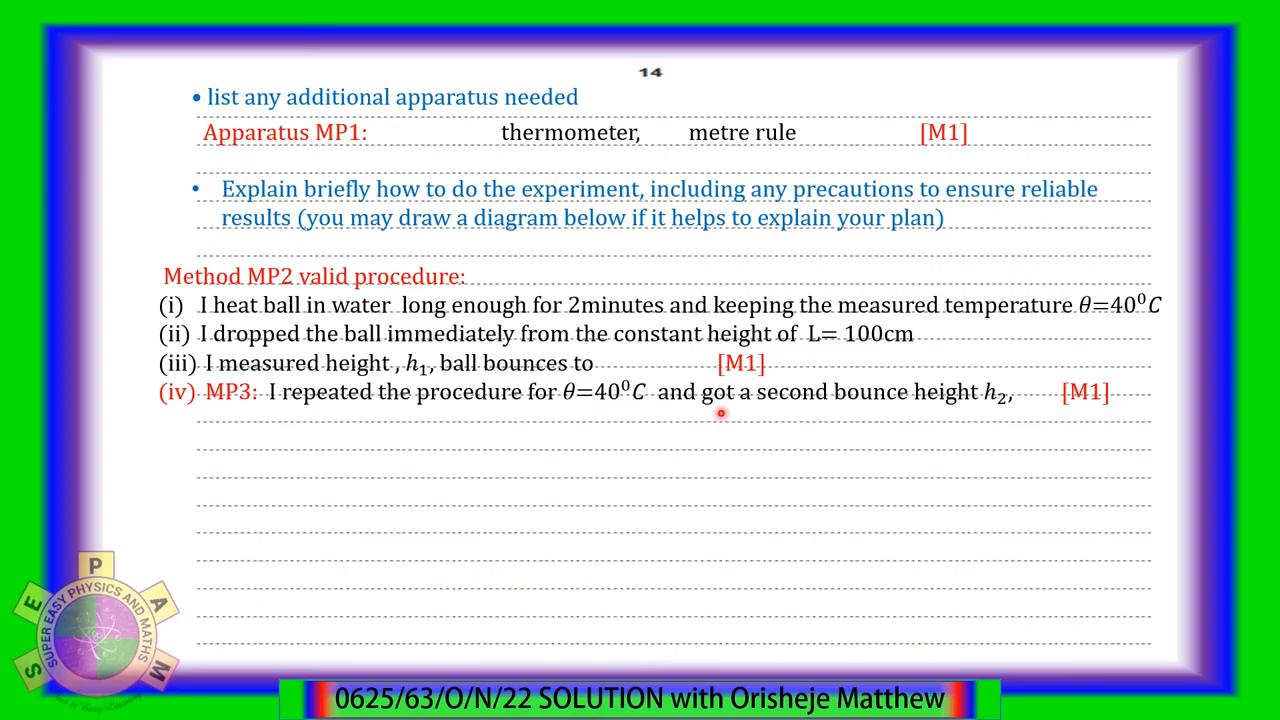 14
• list any additional apparatus needed
Apparatus MP1: thermometer, metre rule [M1]
• Explain briefly how to do the experiment, including any precautions to ensure reliable
results (you may draw a diagram below if it helps to explain your plan)
Method MP2 valid procedure:
(i) I heat ball in water long enough for 2minutes and keeping the measured temperature θ=40⁰C
(ii) I dropped the ball immediately from the constant height of L= 100cm
(iii) I measured height , h₁, ball bounces to [M1]
(iv) MP3: I repeated the procedure for θ=40⁰C and got a second bounce height h₂, [M1]
S E P A M
SUPER EASY PHYSICS AND MATHS
0625/63/O/N/22 SOLUTION with Orisheje Matthew